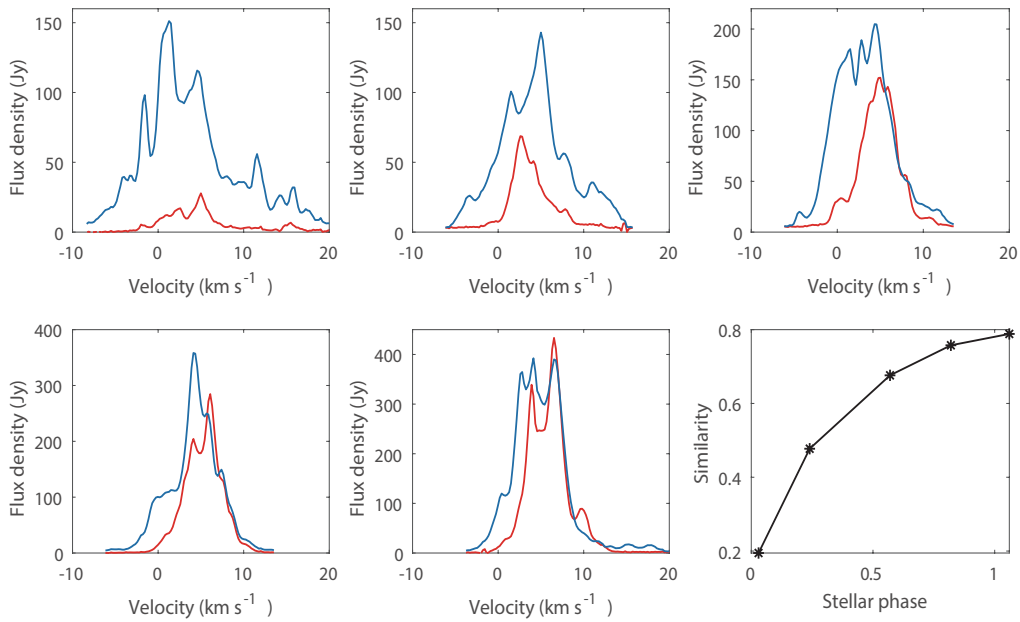 150
100
50
0
-10 0 10 20
Flux density (Jy)
Velocity (km s-1 )
150
100
50
0
-10 0 10 20
Flux density (Jy)
Velocity (km s-1 )
200
150
100
50
0
-10 0 10 20
Flux density (Jy)
Velocity (km s-1 )
400
300
200
100
0
-10 0 10 20
Flux density (Jy)
Velocity (km s-1 )
400
300
200
100
0
-10 0 10 20
Flux density (Jy)
Velocity (km s-1 )
0.8
0.6
0.4
0.2
0 0.5 1
Similarity
Stellar phase